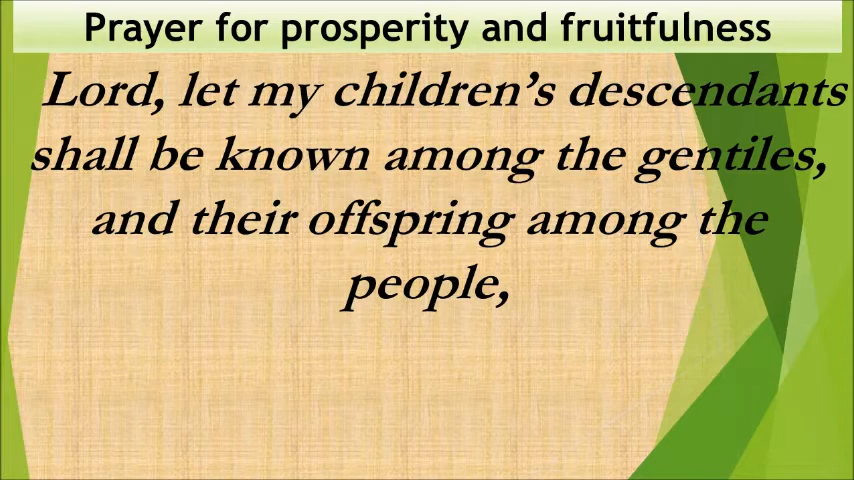 Prayer for prosperity and fruitfulness
Lord, let my children’s descendants
shall be known among the gentiles,
and their offspring among the
people,